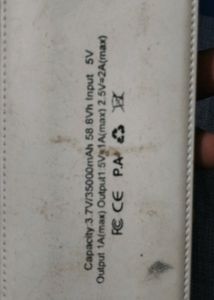 Capacity 3.7V/35000mAh 58.8Vh Input 5V
Output 1A(max) Output1 5V=1A(max) 2.5V=2A(max)
FC CE P.A